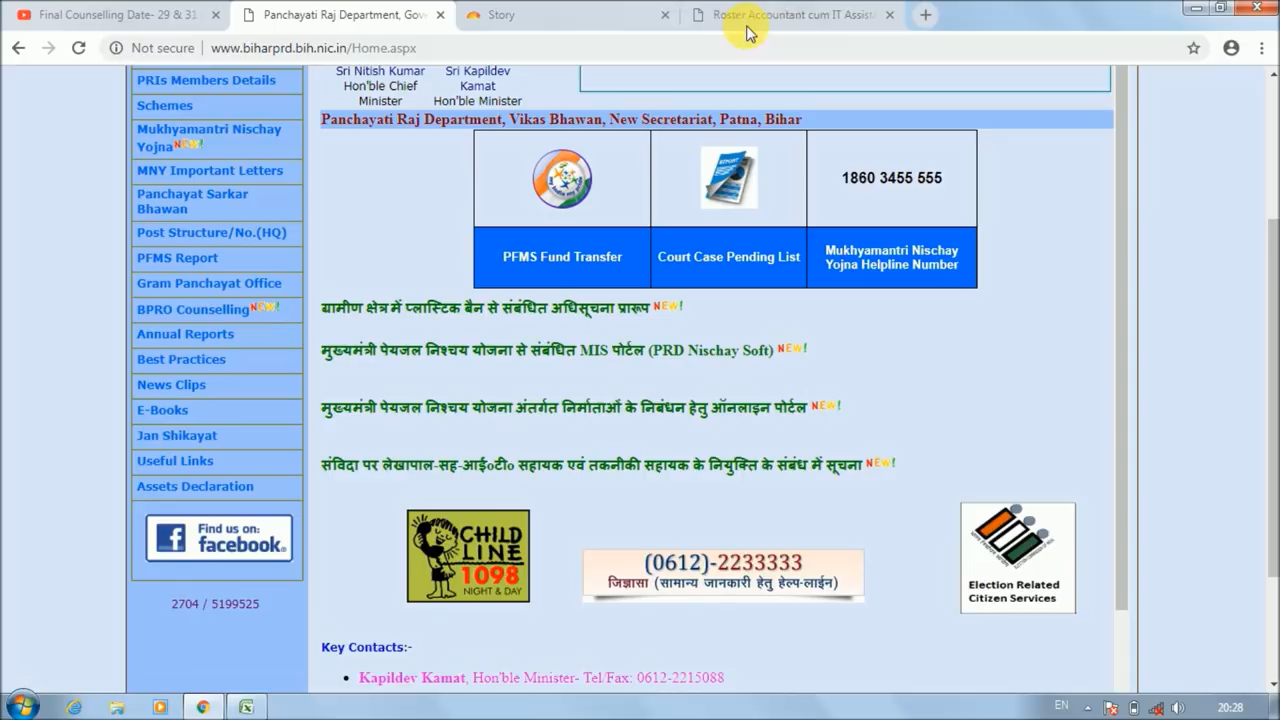 Final Counselling Date- 29 & 31
Panchayati Raj Department, Gov
Story
Roster Accountant cum IT Assist
Not secure
www.biharprd.bih.nic.in/Home.aspx
PRIs Members Details
Schemes
Mukhyamantri Nischay
Yojna NEW!
MNY Important Letters
Panchayat Sarkar
Bhawan
Post Structure/No.(HQ)
PFMS Report
Gram Panchayat Office
BPRO Counselling NEW!
Annual Reports
Best Practices
News Clips
E-Books
Jan Shikayat
Useful Links
Assets Declaration
Find us on:
facebook.
2704 / 5199525
Sri Nitish Kumar
Hon'ble Chief
Minister
Sri Kapildev
Kamat
Hon'ble Minister
Panchayati Raj Department, Vikas Bhawan, New Secretariat, Patna, Bihar
REPORT
1860 3455 555
PFMS Fund Transfer
Court Case Pending List
Mukhyamantri Nischay
Yojna Helpline Number
ग्रामीण क्षेत्र में प्लास्टिक बैन से संबंधित अधिसूचना प्रारूप NEW!
मुख्यमंत्री पेयजल निश्चय योजना से संबंधित MIS पोर्टल (PRD Nischay Soft) NEW!
मुख्यमंत्री पेयजल निश्चय योजना अंतर्गत निर्माताओं के निबंधन हेतु ऑनलाइन पोर्टल NEW!
संविदा पर लेखापाल-सह-आई०टी० सहायक एवं तकनीकी सहायक के नियुक्ति के संबंध में सूचना NEW!
CHILD
LINE
1098
NIGHT & DAY
(0612)-2233333
जिज्ञासा (सामान्य जानकारी हेतु हेल्प-लाईन)
Election Related
Citizen Services
Key Contacts:-
Kapildev Kamat, Hon'ble Minister- Tel/Fax: 0612-2215088
EN
20:28